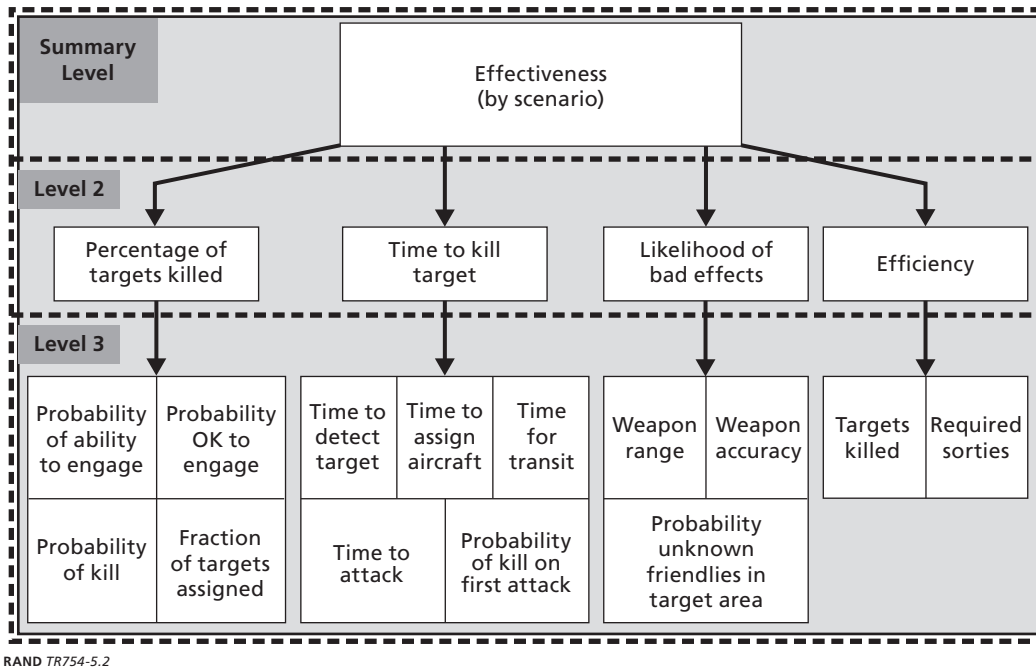 Summary
Level
Effectiveness
(by scenario)
Level 2
Percentage of
targets killed
Time to kill
target
Likelihood of
bad effects
Efficiency
Level 3
Probability
of ability
to engage
Probability
OK to
engage
Probability
of kill
Fraction
of targets
assigned
Time to
detect
target
Time to
assign
aircraft
Time
for
transit
Time to
attack
Probability
of kill on
first attack
Weapon
range
Weapon
accuracy
Probability
unknown
friendlies in
target area
Targets
killed
Required
sorties
RAND TR754-5.2